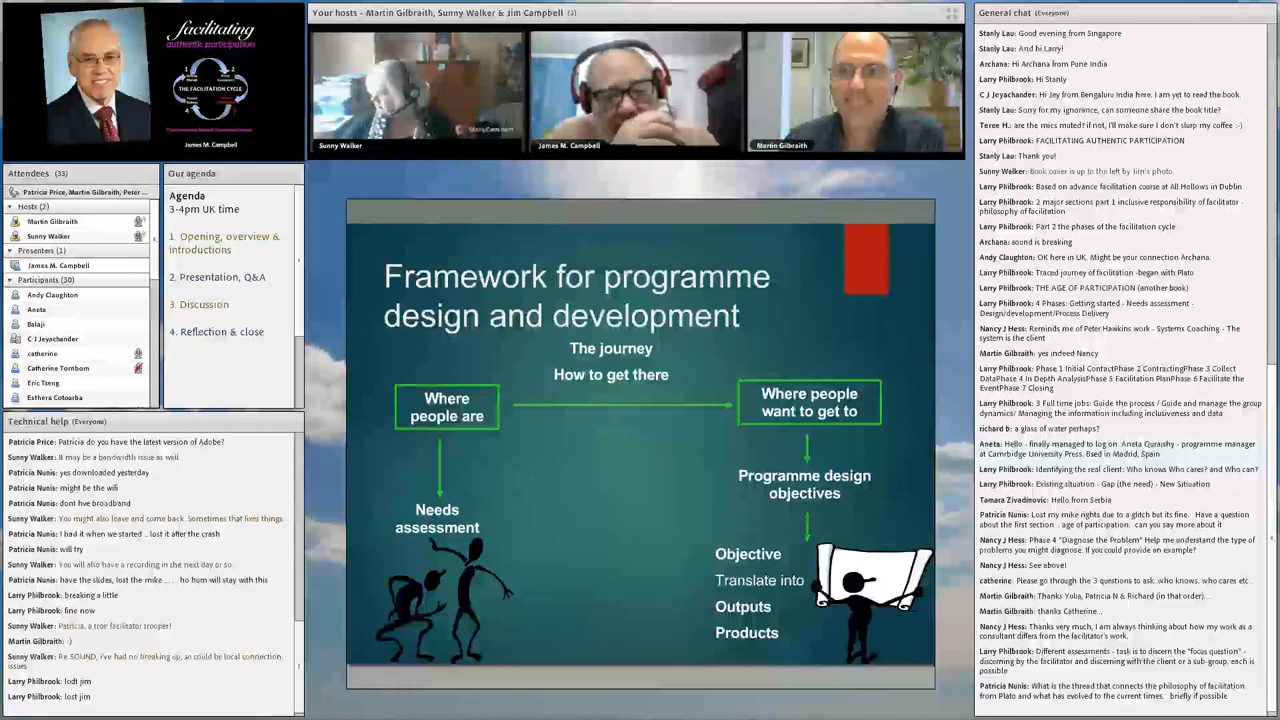 facilitating
authentic participation
THE FACILITATION CYCLE
James M. Campbell
Your hosts - Martin Gilbraith, Sunny Walker & Jim Campbell (3)
Sunny Walker
ManyCam.com
James M. Campbell
Martin Gilbraith
Attendees (33)
Patricia Price, Martin Gilbraith, Peter ...
Hosts (2)
Martin Gilbraith
Sunny Walker
Presenters (1)
James M. Campbell
Participants (30)
Andy Claughton
Aneta
Balaji
C J Jeyachander
catherine
Catherine Tornbom
Eric Tseng
Esthera Cotoarba
Our agenda
Agenda
3-4pm UK time
1. Opening, overview &
introductions
2. Presentation, Q&A
3. Discussion
4. Reflection & close
Technical help (Everyone)
Patricia Price: Patricia do you have the latest version of Adobe?
Sunny Walker: It may be a bandwidth issue as well
Patricia Nunis: yes downloaded yesterday
Patricia Nunis: might be the wifi
Patricia Nunis: dont hve broadband
Sunny Walker: You might also leave and come back. Sometimes that fixes things.
Patricia Nunis: I had it when we started .. lost it after the crash
Patricia Nunis: will try
Sunny Walker: You will also have a recording in the next day or so.
Patricia Nunis: have the slides, lost the mike .... ho hum will stay with this
Larry Philbrook: breaking a little
Larry Philbrook: fine now
Sunny Walker: Patricia, a true facilitator trooper!
Martin Gilbraith: :)
Sunny Walker: Re SOUND, I've had no breaking up, so could be local connection
issues
Larry Philbrook: lodt jim
Larry Philbrook: lost jim
Framework for programme
design and development
The journey
How to get there
Where
people are
Where people
want to get to
Needs
assessment
Programme design
objectives
Objective
Translate into
Outputs
Products
General chat (Everyone)
Stanly Lau: Good evening from Singapore
Stanly Lau: And hi Larry!
Archana: Hi Archana from Pune India
Larry Philbrook: Hi Stanly
C J Jeyachander: Hi Jey from Bengaluru India here. I am yet to read the book.
Stanly Lau: Sorry for my ignorance, can someone share the book title?
Teree H.: are the mics muted? if not, I'll make sure I don't slurp my coffee :-)
Larry Philbrook: FACILITATING AUTHENTIC PARTICIPATION
Stanly Lau: Thank you!
Sunny Walker: Book cover is up to the left by Jim's photo.
Larry Philbrook: Based on advance facilitation course at All Hollows in Dublin
Larry Philbrook: 2 major sections part 1 inclusive responsibility of facilitator -
philosophy of facilitation
Larry Philbrook: Part 2 the phases of the facilitation cycle
Archana: sound is breaking
Andy Claughton: OK here in UK. Might be your connection Archana.
Larry Philbrook: Traced journey of facilitation -began with Plato
Larry Philbrook: THE AGE OF PARTICIPATION (another book)
Larry Philbrook: 4 Phases: Getting started - Needs assessment -
Design/development/Process Delivery
Nancy J Hess: Reminds me of Peter Hawkins work - Systems Coaching - The
system is the client
Martin Gilbraith: yes indeed Nancy
Larry Philbrook: Phase 1 Initial ContactPhase 2 ContractingPhase 3 Collect
DataPhase 4 In Depth AnalysisPhase 5 Facilitation PlanPhase 6 Facilitate the
EventPhase 7 Closing
Larry Philbrook: 3 Full time jobs: Guide the process / Guide and manage the group
dynamics/ Managing the information including inclusiveness and data
richard b: a glass of water perhaps?
Aneta: Hello - finally managed to log on. Aneta Quraishy - programme manager
at Cambridge University Press. Bsed in Madrid, Spain
Larry Philbrook: Identifying the real client: Who knows Who cares? and Who can?
Larry Philbrook: Existing situation - Gap (the need) - New Situation
Tamara Zivadinovic: Hello from Serbia
Patricia Nunis: Lost my mike rights due to a glitch but its fine. Have a question
about the first section . age of participation. can you say more about it
Nancy J Hess: Phase 4 "Diagnose the Problem" Help me understand the type of
problems you might diagnose. If you could provide an example?
Nancy J Hess: See above!
catherine: Please go through the 3 questions to ask..who knows, who cares etc...
Martin Gilbraith: Thanks Yulia, Patricia N & Richard (in that order)...
Martin Gilbraith: thanks Catherine...
Nancy J Hess: Thanks very much, I am always thinking about how my work as a
consultant differs from the facilitator's work.
Larry Philbrook: Different assessments - task is to discern the "focus question" -
discerning by the facilitator and discerning with the client or a sub-group, each is
possible
Patricia Nunis: What is the thread that connects the philosophy of facilitation
from Plato and what has evolved to the current times. briefly if possible